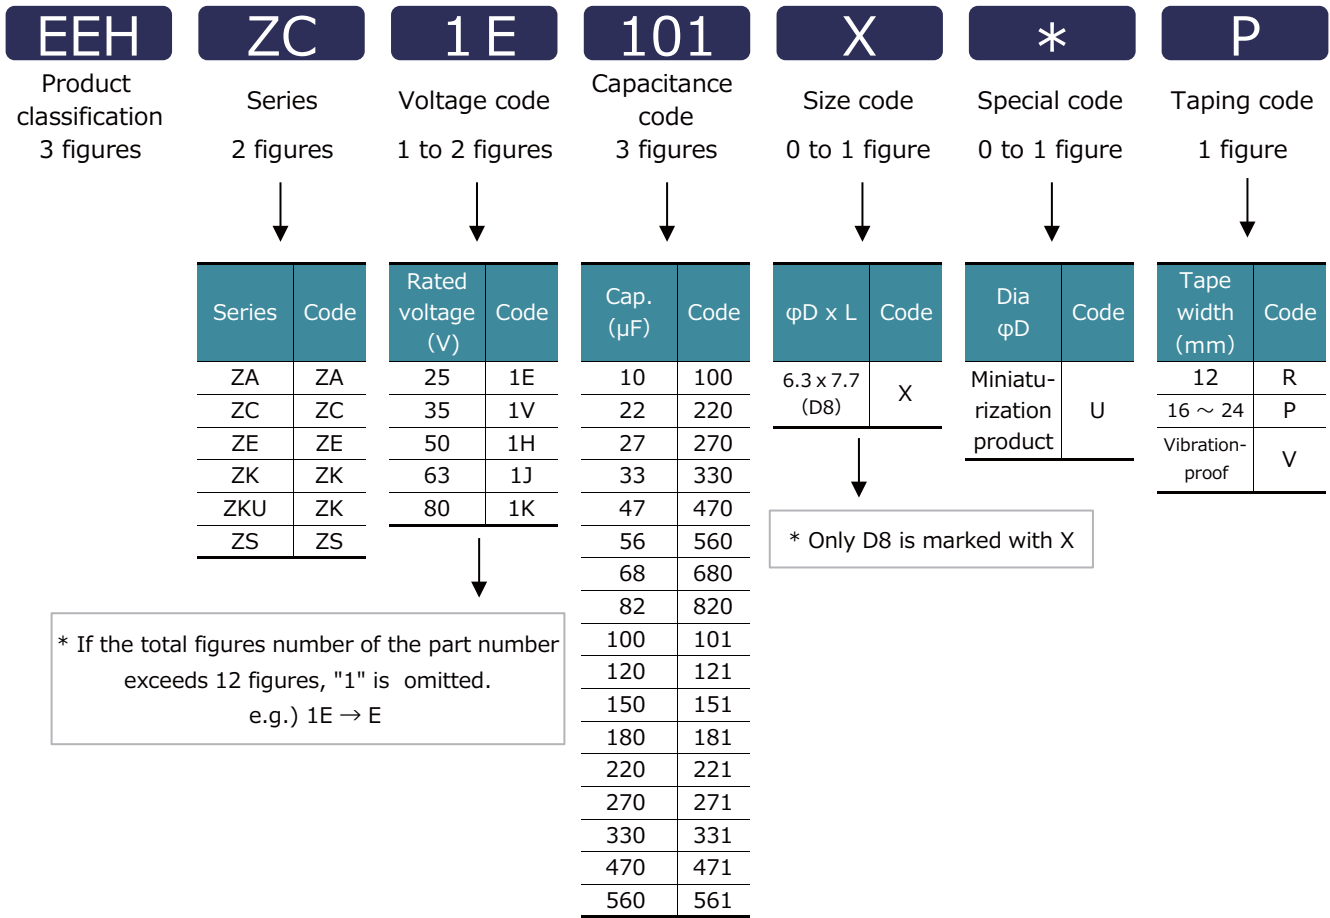 EEH ZC 1E 101 X * P
Product
classification
3 figures
Series
2 figures
Voltage code
1 to 2 figures
Capacitance
code
3 figures
Size code
0 to 1 figure
Special code
0 to 1 figure
Taping code
1 figure
Series Code
ZA ZA
ZC ZC
ZE ZE
ZK ZK
ZKU ZK
ZS ZS
Rated
voltage
(V)
Code
25 1E
35 1V
50 1H
63 1J
80 1K
* If the total figures number of the part number
exceeds 12 figures, "1" is omitted.
e.g.) 1E → E
Cap.
(μF)
Code
10 100
22 220
27 270
33 330
47 470
56 560
68 680
82 820
100 101
120 121
150 151
180 181
220 221
270 271
330 331
470 471
560 561
φD x L Code
6.3 x 7.7
(D8)
X
* Only D8 is marked with X
Dia
φD
Code
Miniatu-
rization
product
U
Tape
width
(mm)
Code
12 R
16 ～ 24 P
Vibration-
proof
V